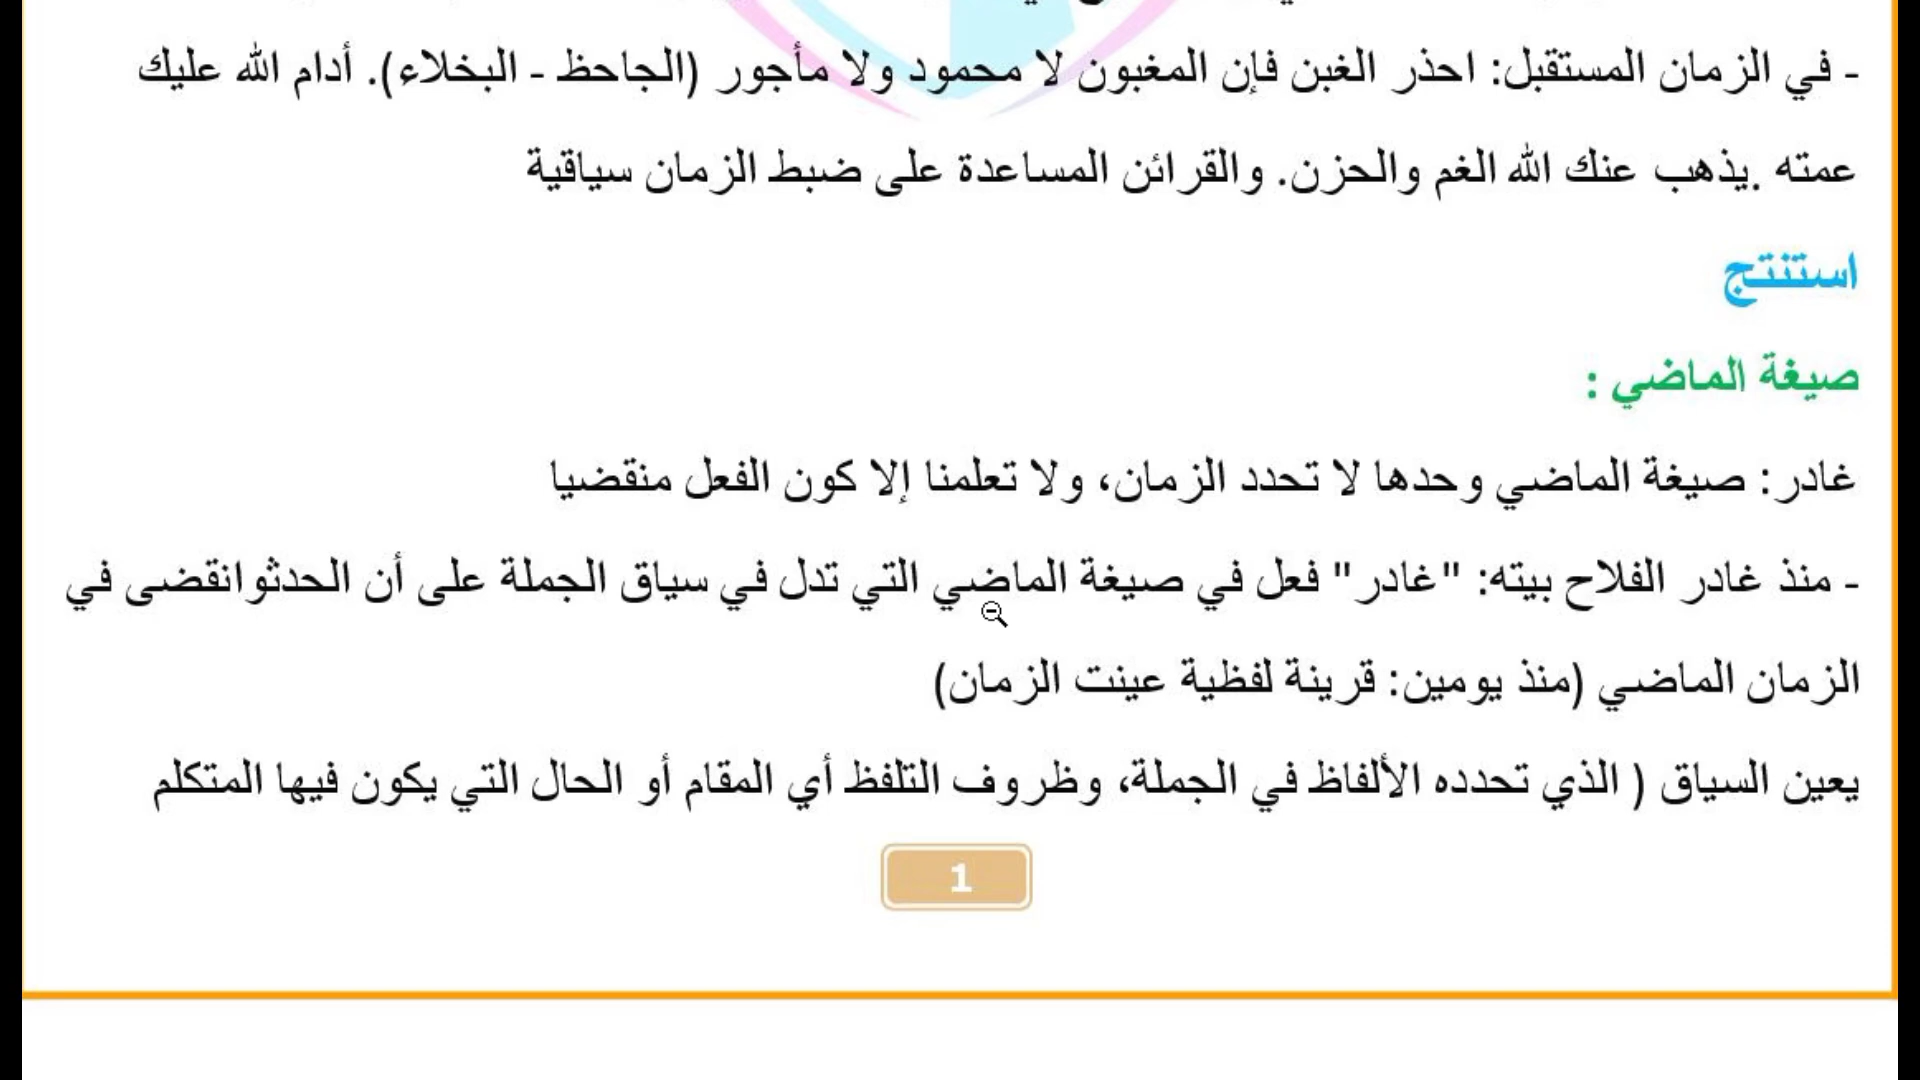 - في الزمان المستقبل: احذر الغبن فإن المغبون لا محمود ولا مأجور (الجاحظ - البخلاء). أدام الله عليك
عمته .يذهب عنك الله الغم والحزن. والقرائن المساعدة على ضبط الزمان سياقية
استنتج
صيغة الماضي :
غادر: صيغة الماضي وحدها لا تحدد الزمان، ولا تعلمنا إلا كون الفعل منقضيا
- منذ غادر الفلاح بيته: "غادر" فعل في صيغة الماضي التي تدل في سياق الجملة على أن الحدثوانقضى في
الزمان الماضي (منذ يومين: قرينة لفظية عينت الزمان)
يعين السياق ( الذي تحدده الألفاظ في الجملة، وظروف التلفظ أي المقام أو الحال التي يكون فيها المتكلم
1